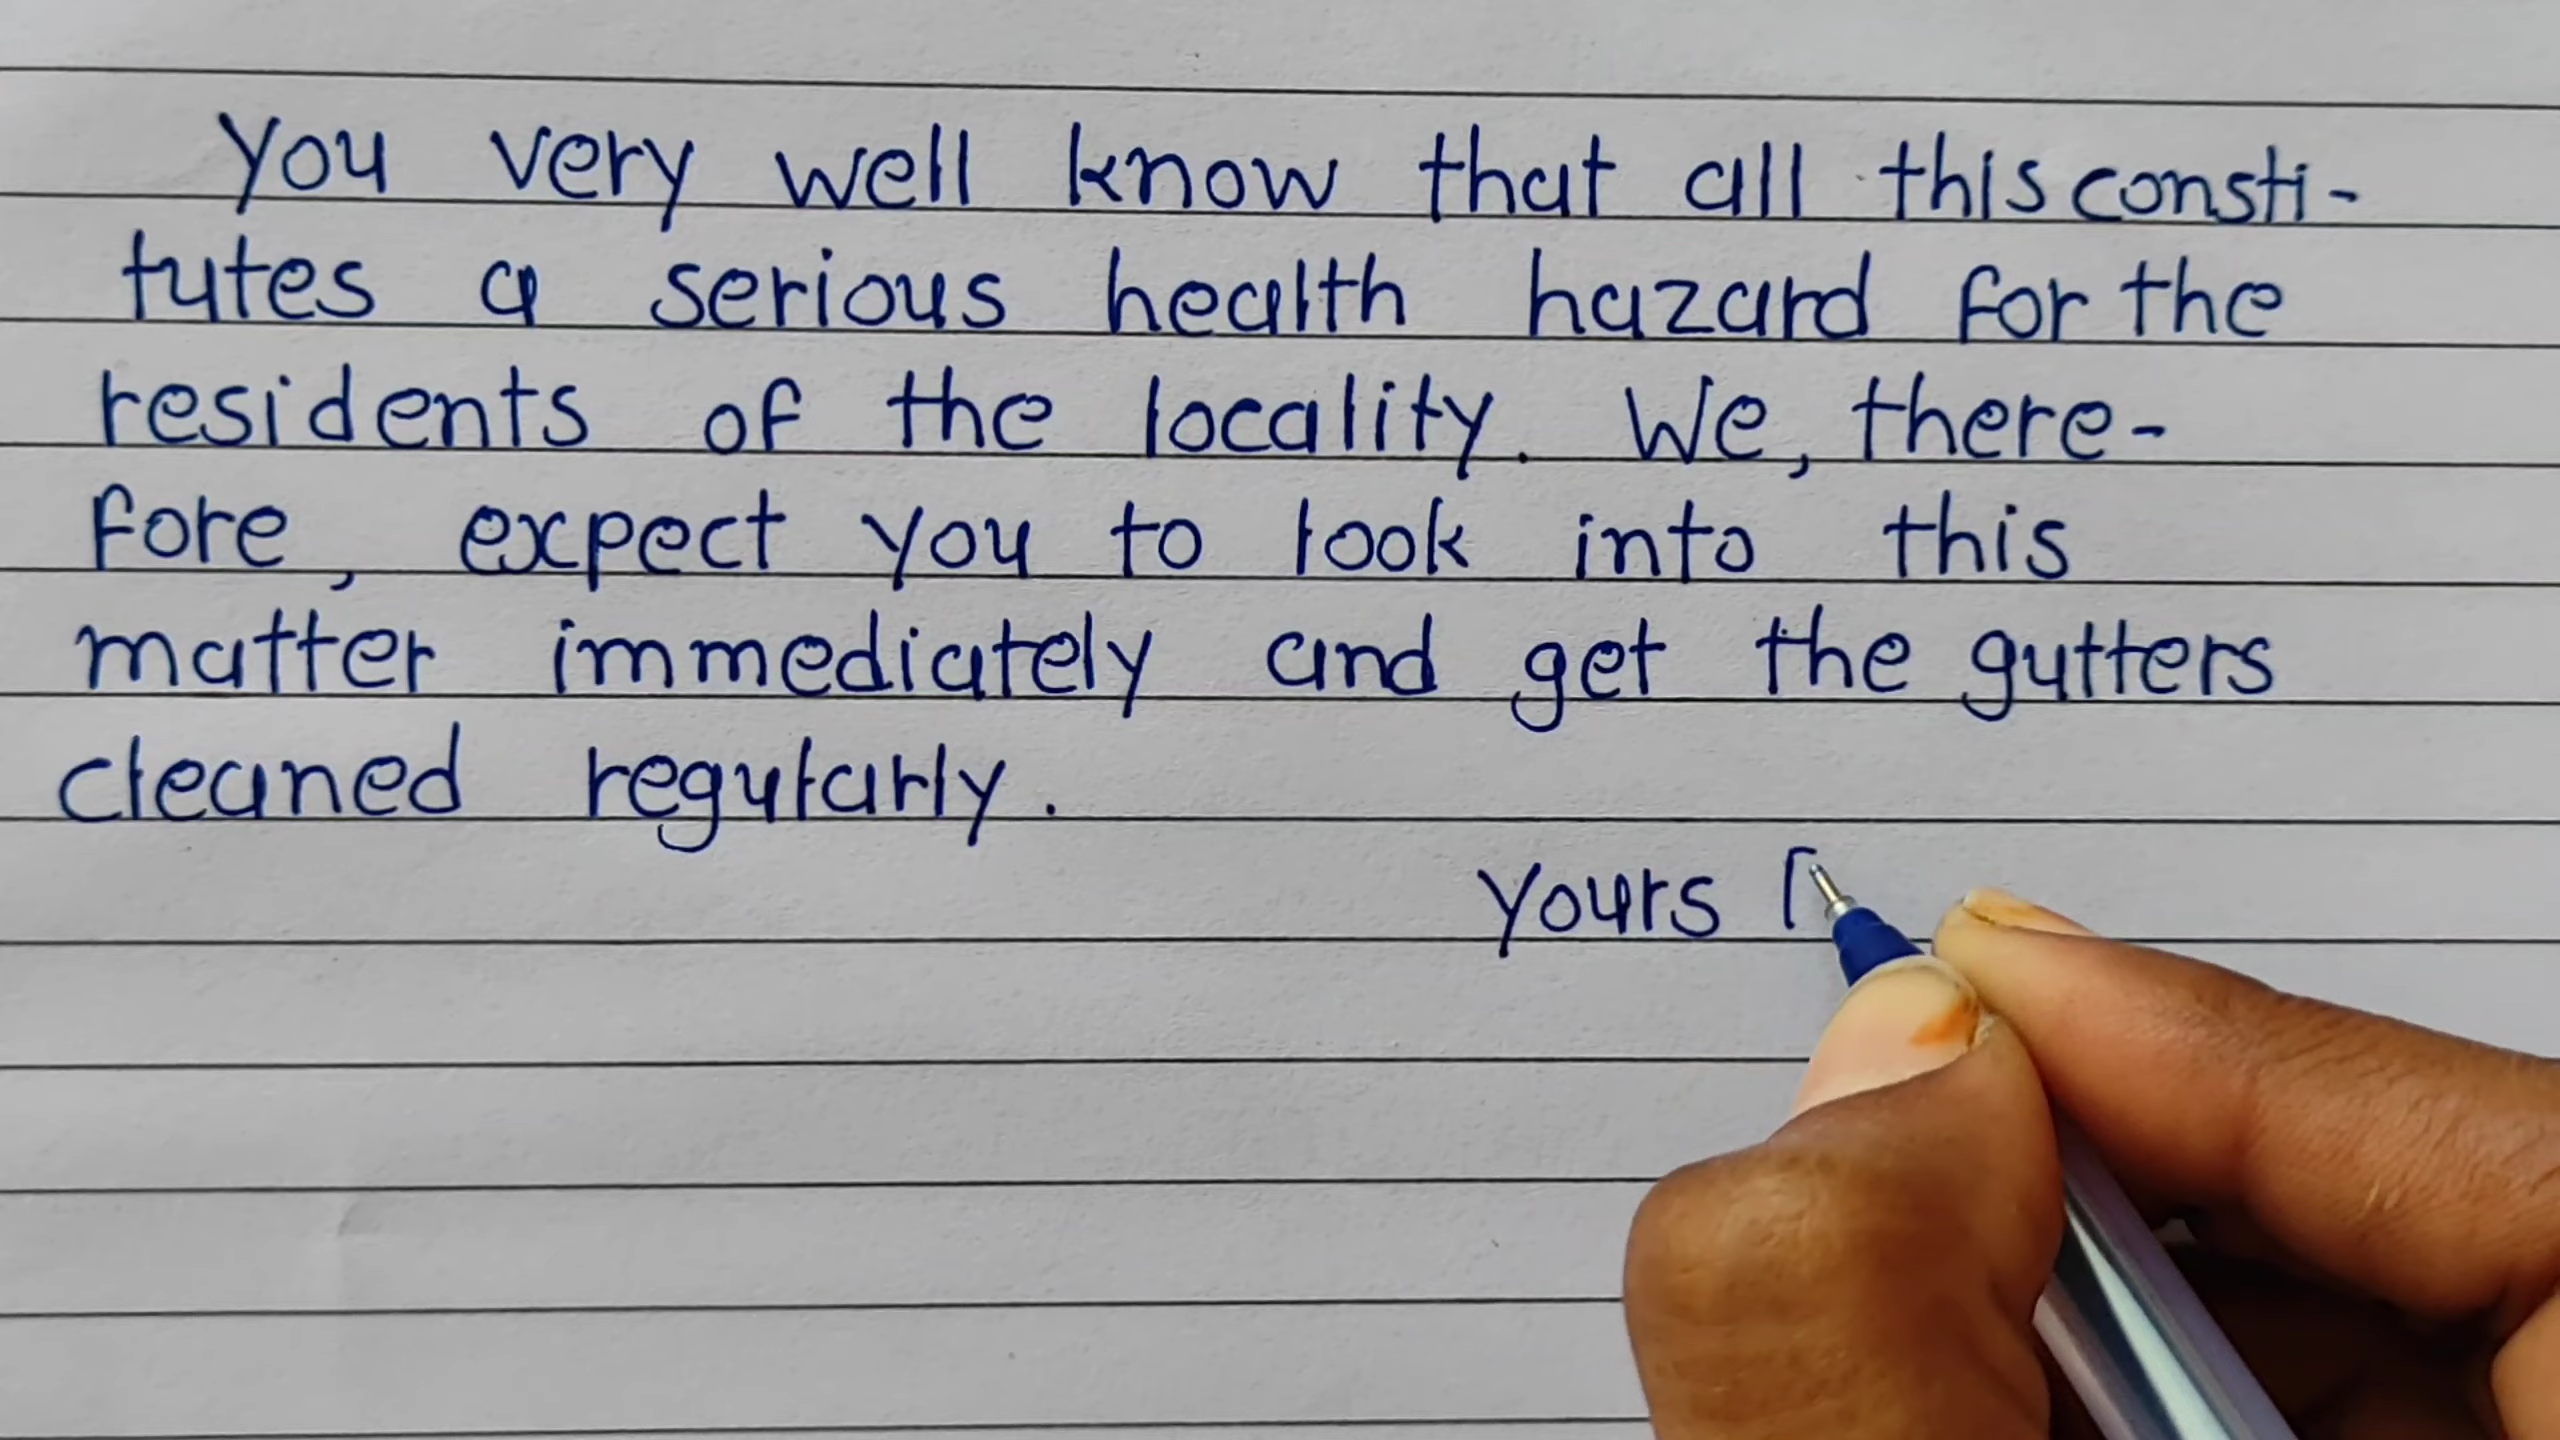 You very well know that all this consti-
tutes a serious health hazard for the
residents of the locality. We, there-
fore, expect you to look into this
matter immediately and get the gutters
cleaned regularly.
Yours